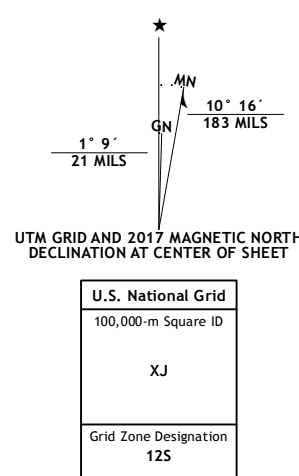 MN
GN
10° 16´
183 MILS
1° 9´
21 MILS
UTM GRID AND 2017 MAGNETIC NORTH
DECLINATION AT CENTER OF SHEET
U.S. National Grid
100,000-m Square ID
XJ
Grid Zone Designation
12S